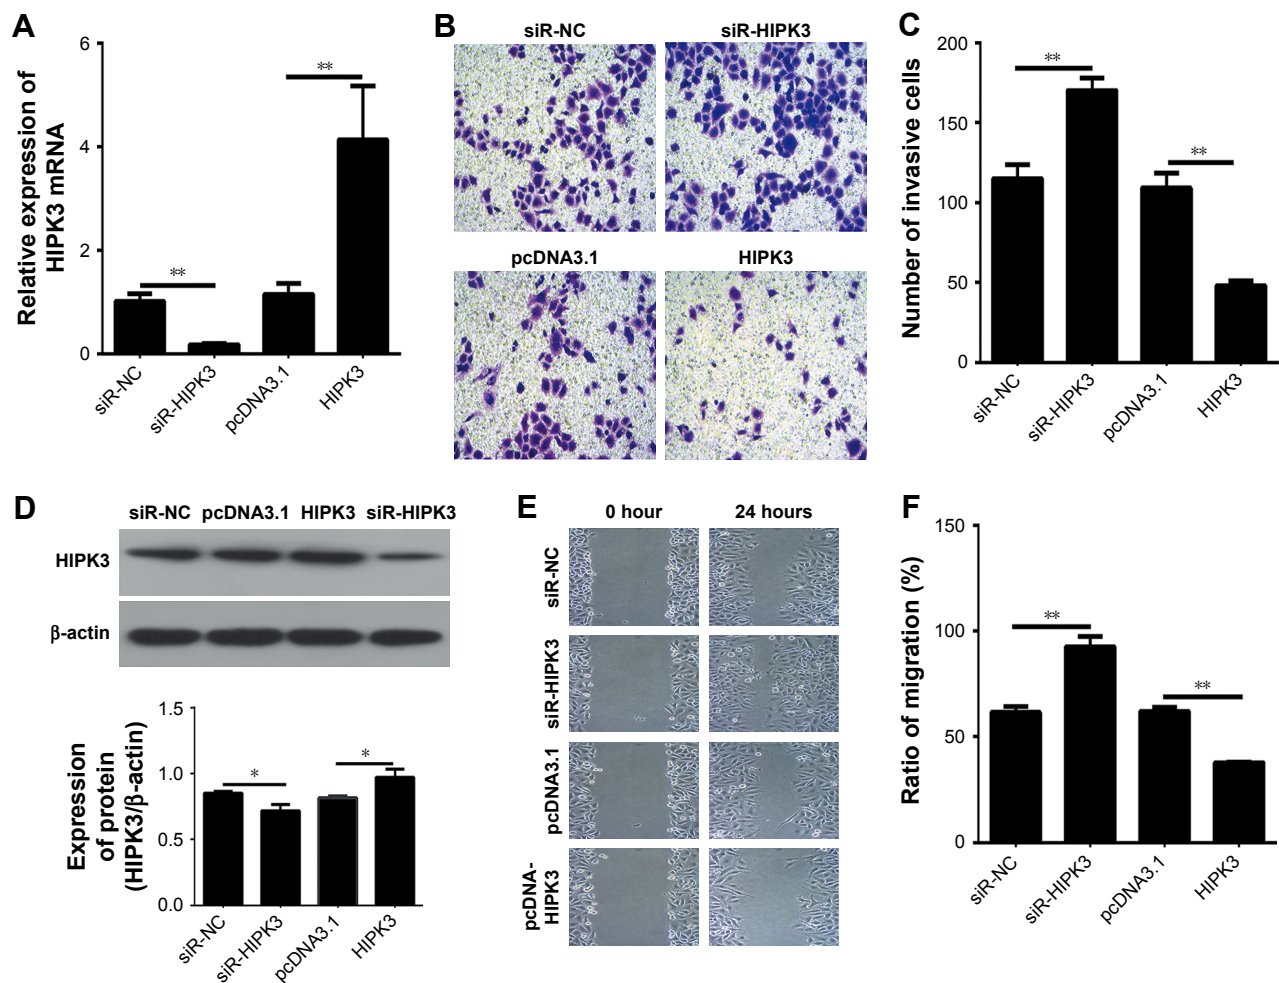 A
Relative expression of
HIPK3 mRNA
6
4
2
0
**
**
siR-NC
siR-HIPK3
pcDNA3.1
HIPK3
B
siR-NC
siR-HIPK3
pcDNA3.1
HIPK3
C
Number of invasive cells
200
150
100
50
0
**
**
siR-NC
siR-HIPK3
pcDNA3.1
HIPK3
D
siR-NC pcDNA3.1 HIPK3 siR-HIPK3
HIPK3
β-actin
Expression
of protein
(HIPK3/β-actin)
1.5
1.0
0.5
0.0
*
*
siR-NC
siR-HIPK3
pcDNA3.1
HIPK3
E
0 hour
24 hours
siR-NC
siR-HIPK3
pcDNA3.1
pcDNA-
HIPK3
F
Ratio of migration (%)
150
100
50
0
**
**
siR-NC
siR-HIPK3
pcDNA3.1
HIPK3